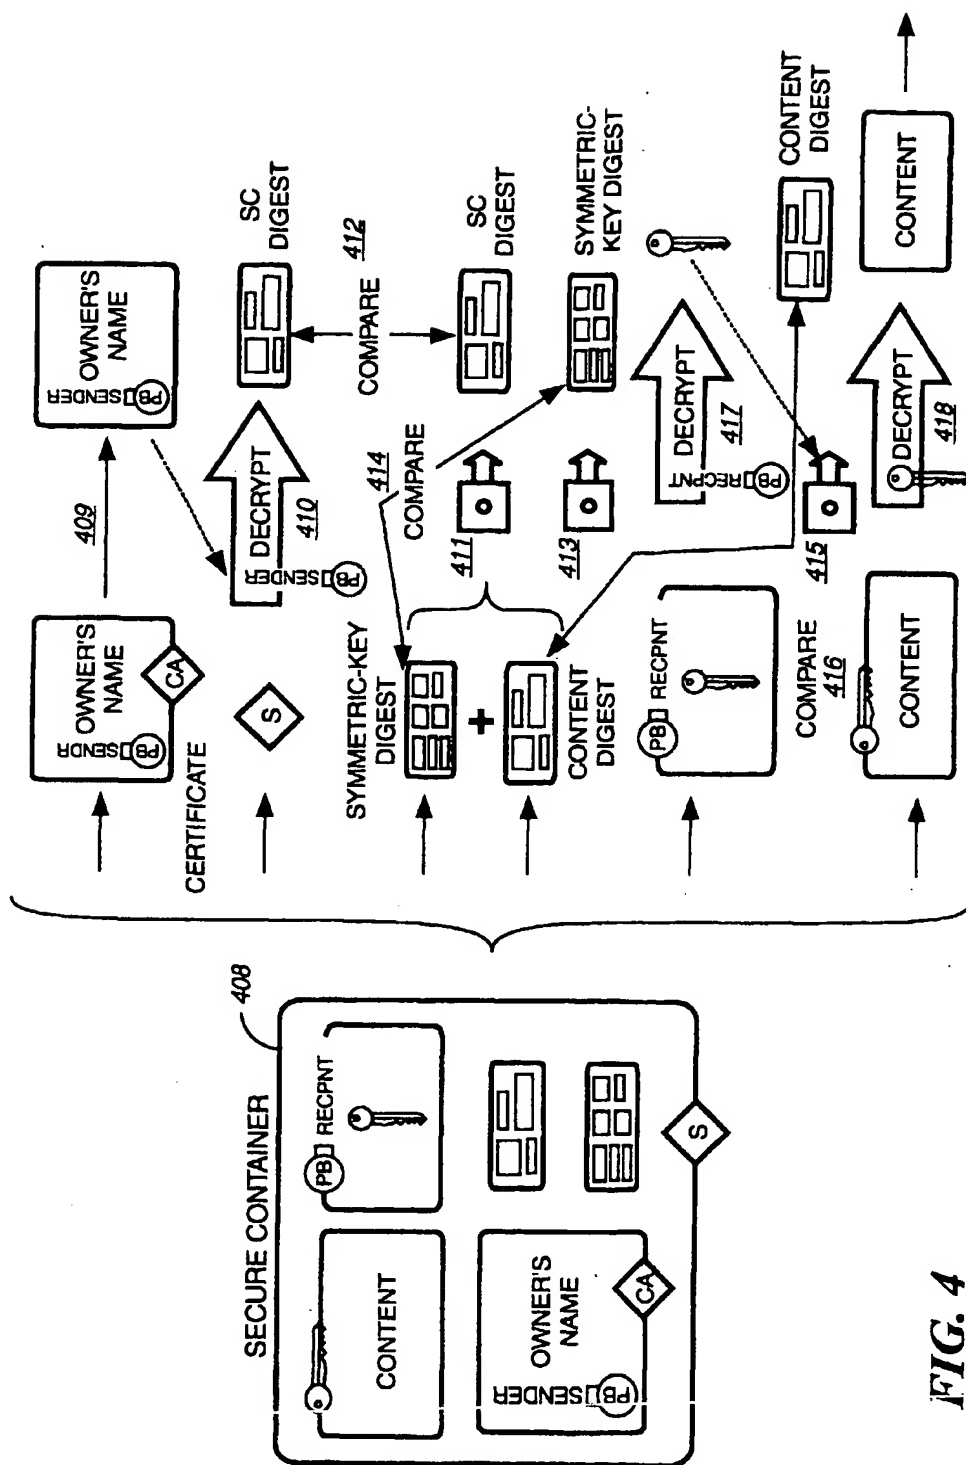 SECURE CONTAINER
408
CONTENT
PB RECPNT
OWNER'S
NAME
PB SENDER
CA
S
OWNER'S
NAME
PB SENDR
CA
CERTIFICATE
409
OWNER'S
NAME
PB SENDER
S
DECRYPT
PB SENDER
410
SC
DIGEST
COMPARE
412
SYMMETRIC-KEY
DIGEST
+
CONTENT
DIGEST
414
COMPARE
411
SC
DIGEST
413
SYMMETRIC-
KEY DIGEST
PB RECPNT
DECRYPT
PB RECPNT
417
COMPARE
416
415
CONTENT
DIGEST
CONTENT
DECRYPT
418
CONTENT
FIG. 4